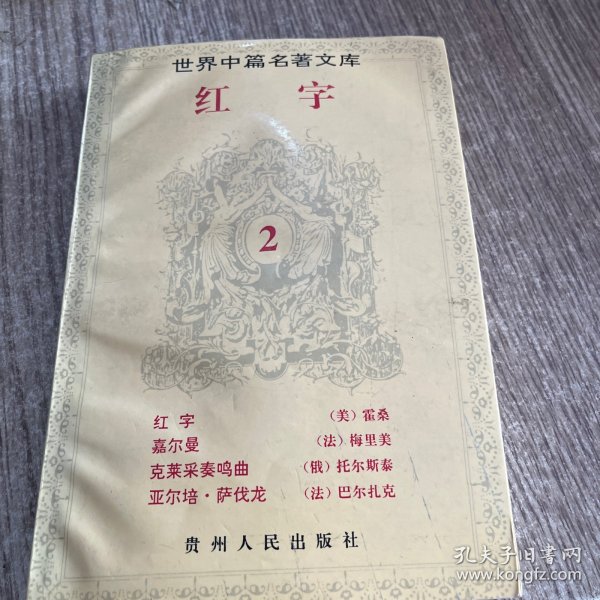 世界中篇名著文库
红 字
2
红 字 （美）霍桑
嘉尔曼 （法）梅里美
克莱采奏鸣曲 （俄）托尔斯泰
亚尔培·萨伐龙 （法）巴尔扎克
贵州人民出版社
孔夫子旧书网
www.kongfz.com